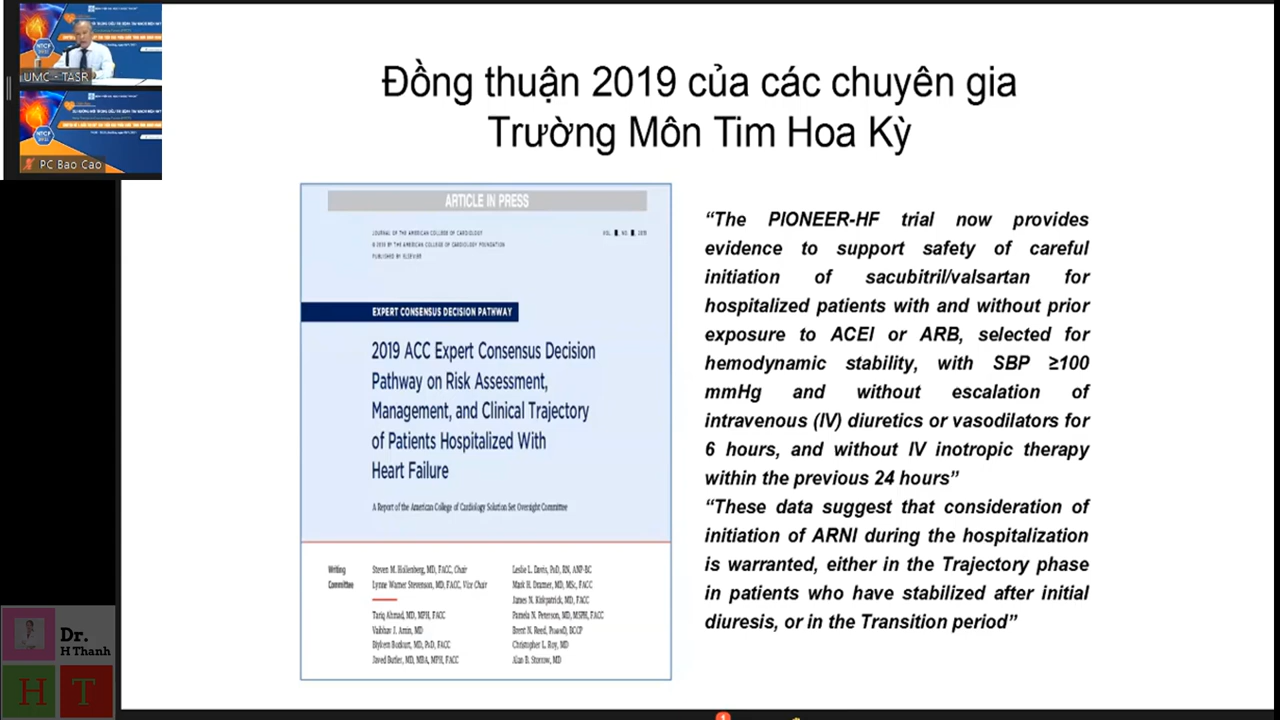 UMC - TASR
PC Bao Cao
Đồng thuận 2019 của các chuyên gia
Trường Môn Tim Hoa Kỳ
ARTICLE IN PRESS
JOURNAL OF THE AMERICAN COLLEGE OF CARDIOLOGY
© 2019 BY THE AMERICAN COLLEGE OF CARDIOLOGY FOUNDATION
PUBLISHED BY ELSEVIER
EXPERT CONSENSUS DECISION PATHWAY
2019 ACC Expert Consensus Decision
Pathway on Risk Assessment,
Management, and Clinical Trajectory
of Patients Hospitalized With
Heart Failure
A Report of the American College of Cardiology Solution Set Oversight Committee
Writing
Committee
Steven M. Hollenberg, MD, FACC, Chair
Lynne Warner Stevenson, MD, FACC, Vice Chair
Tariq Ahmad, MD, MPH, FACC
Vaibhav J. Amin, MD
Biykem Bozkurt, MD, PhD, FACC
Javed Butler, MD, MBA, MPH, FACC
Leslie L. Davis, PhD, RN, ANP-BC
Mark H. Drazner, MD, MSc, FACC
James N. Kirkpatrick, MD, FACC
Pamela N. Peterson, MD, MSPH, FACC
Brent N. Reed, PharmD, BCCP
Christopher L. Roy, MD
Alan B. Storrow, MD
“The PIONEER-HF trial now provides
evidence to support safety of careful
initiation of sacubitril/valsartan for
hospitalized patients with and without prior
exposure to ACEI or ARB, selected for
hemodynamic stability, with SBP ≥100
mmHg and without escalation of
intravenous (IV) diuretics or vasodilators for
6 hours, and without IV inotropic therapy
within the previous 24 hours”
“These data suggest that consideration of
initiation of ARNI during the hospitalization
is warranted, either in the Trajectory phase
in patients who have stabilized after initial
diuresis, or in the Transition period”
Dr.
H Thanh
H T